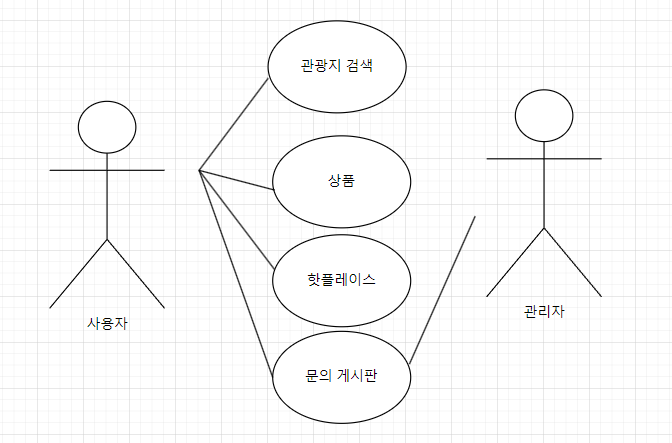 관광지 검색
상품
핫플레이스
문의 게시판
사용자
관리자